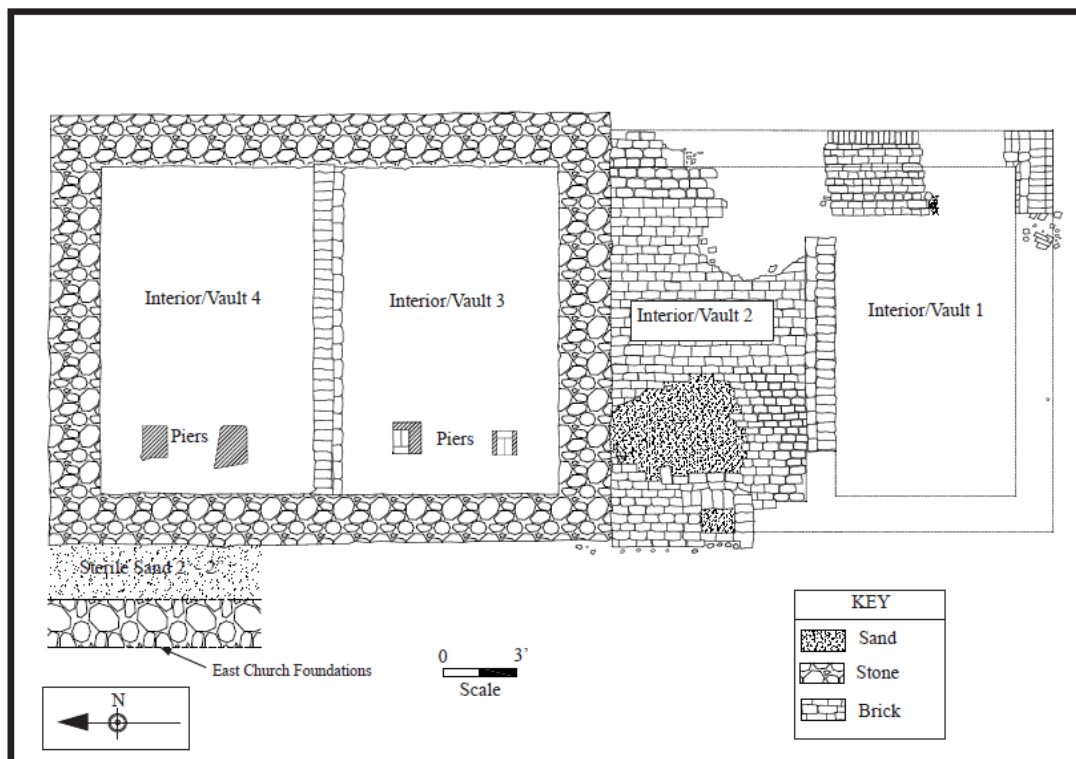 Interior/Vault 4
Interior/Vault 3
Interior/Vault 2
Interior/Vault 1
Piers
Piers
Sterile Sand 2' - 2"
East Church Foundations
0 3'
Scale
N
KEY
Sand
Stone
Brick